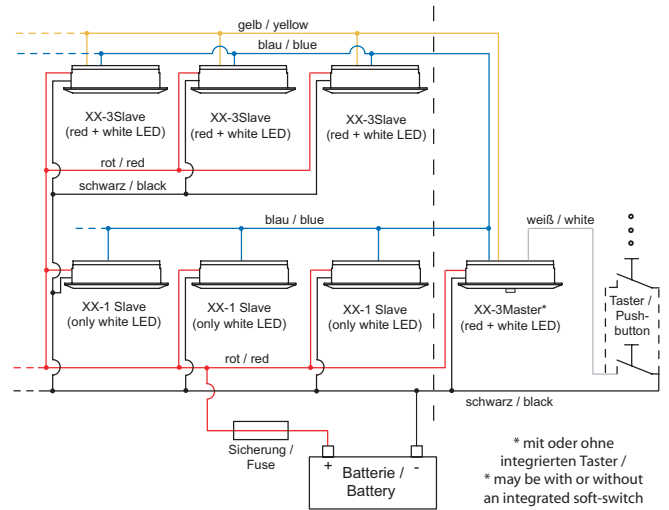 gelb / yellow
blau / blue
XX-3Slave
(red + white LED)
XX-3Slave
(red + white LED)
XX-3Slave
(red + white LED)
rot / red
schwarz / black
blau / blue
weiß / white
XX-1 Slave
(only white LED)
XX-1 Slave
(only white LED)
XX-1 Slave
(only white LED)
XX-3Master*
(red + white LED)
Taster /
Push-
button
rot / red
schwarz / black
Sicherung /
Fuse
+ -
Batterie /
Battery
* mit oder ohne
integrierten Taster /
* may be with or without
an integrated soft-switch